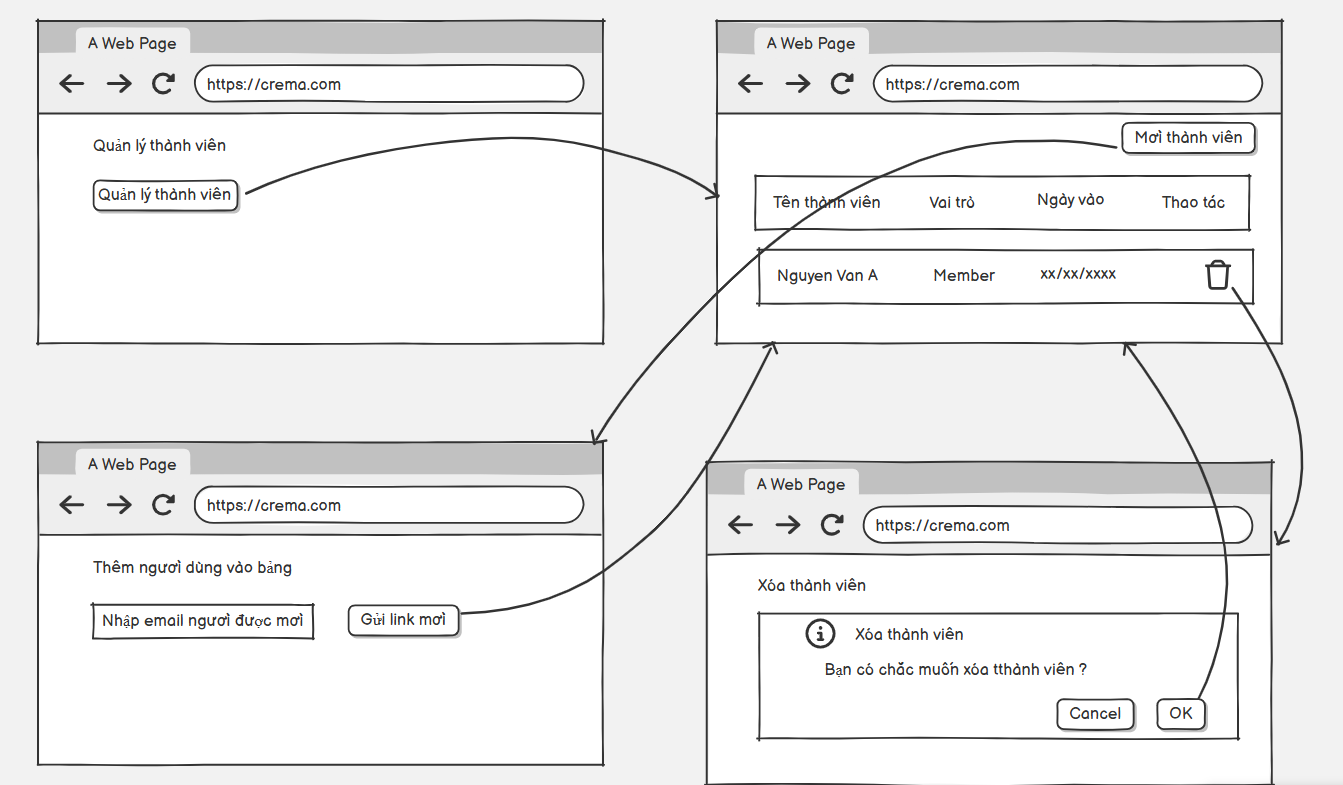 A Web Page
https://crema.com
Quản lý thành viên
Quản lý thành viên
A Web Page
https://crema.com
Mời thành viên
Tên thành viên Vai trò Ngày vào Thao tác
Nguyen Van A Member xx/xx/xxxx
A Web Page
https://crema.com
Thêm người dùng vào bảng
Nhập email người được mời Gửi link mời
A Web Page
https://crema.com
Xóa thành viên
Xóa thành viên
Bạn có chắc muốn xóa tthành viên ?
Cancel OK